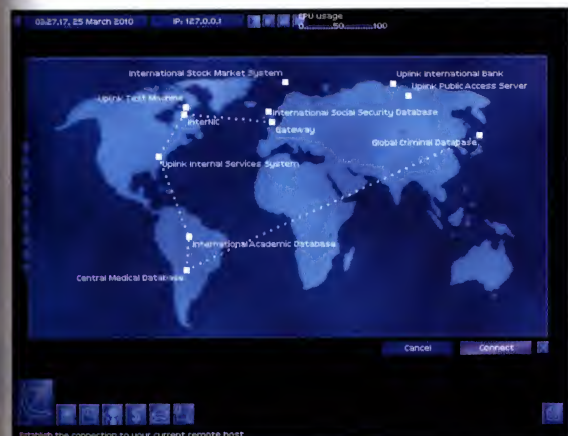 03:27.17, 25 March 2010
IP: 127.0.0.1
CPU usage
0...........50...........100
International Stock Market System
Uplink International Bank
Uplink Public Access Server
Uplink Test Machine
InterNIC
International Social Security Database
Gateway
Global Criminal Database
Uplink Internal Services System
International Academic Database
Central Medical Database
Cancel
Connect
Establish the connection to your current remote host